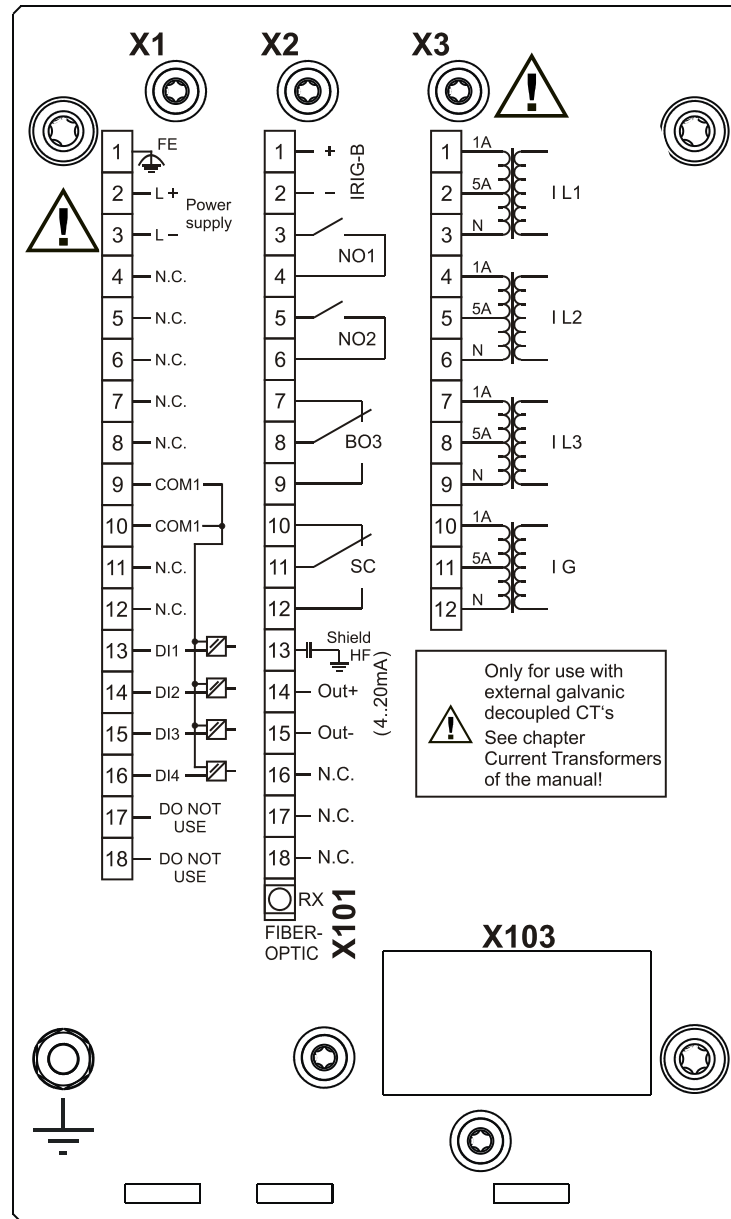 X1 X2 X3
1 FE
2 L+
Power
supply
3 L–
4 N.C.
5 N.C.
6 N.C.
7 N.C.
8 N.C.
9 COM1
10 COM1
11 N.C.
12 N.C.
13 DI1
14 DI2
15 DI3
16 DI4
17 DO NOT
USE
18 DO NOT
USE
1 +
2 –
IRIG-B
3
NO1
4
5
NO2
6
7
8 BO3
9
10
11 SC
12
13 Shield
HF
14 Out+
15 Out-
(4..20mA)
16 N.C.
17 N.C.
18 N.C.
RX
FIBER-
OPTIC
X101
1 1A
2 5A I L1
3 N
4 1A
5 5A I L2
6 N
7 1A
8 5A I L3
9 N
10 1A
11 5A I G
12 N
!
!
!
Only for use with
external galvanic
decoupled CT‘s
See chapter
Current Transformers
of the manual!
X103